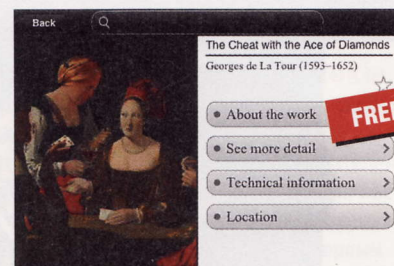 Back
The Cheat with the Ace of Diamonds
Georges de La Tour (1593–1652)
• About the work
FREE
• See more detail
• Technical information
• Location